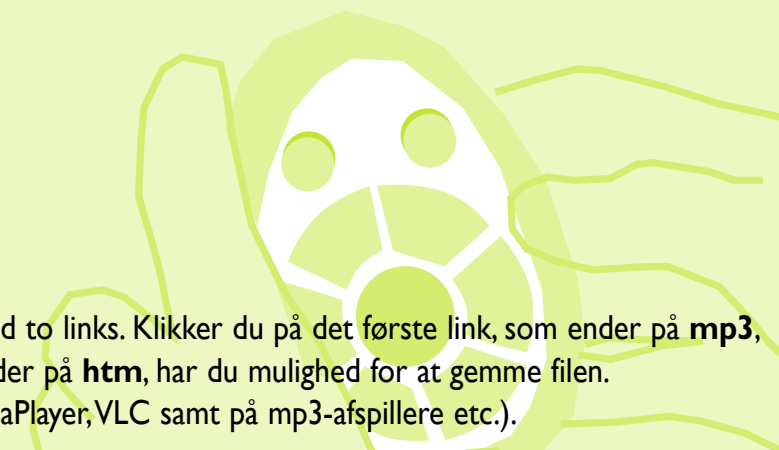 d to links. Klikker du på det første link, som ender på mp3,
der på htm, har du mulighed for at gemme filen.
aPlayer, VLC samt på mp3-afspillere etc.).